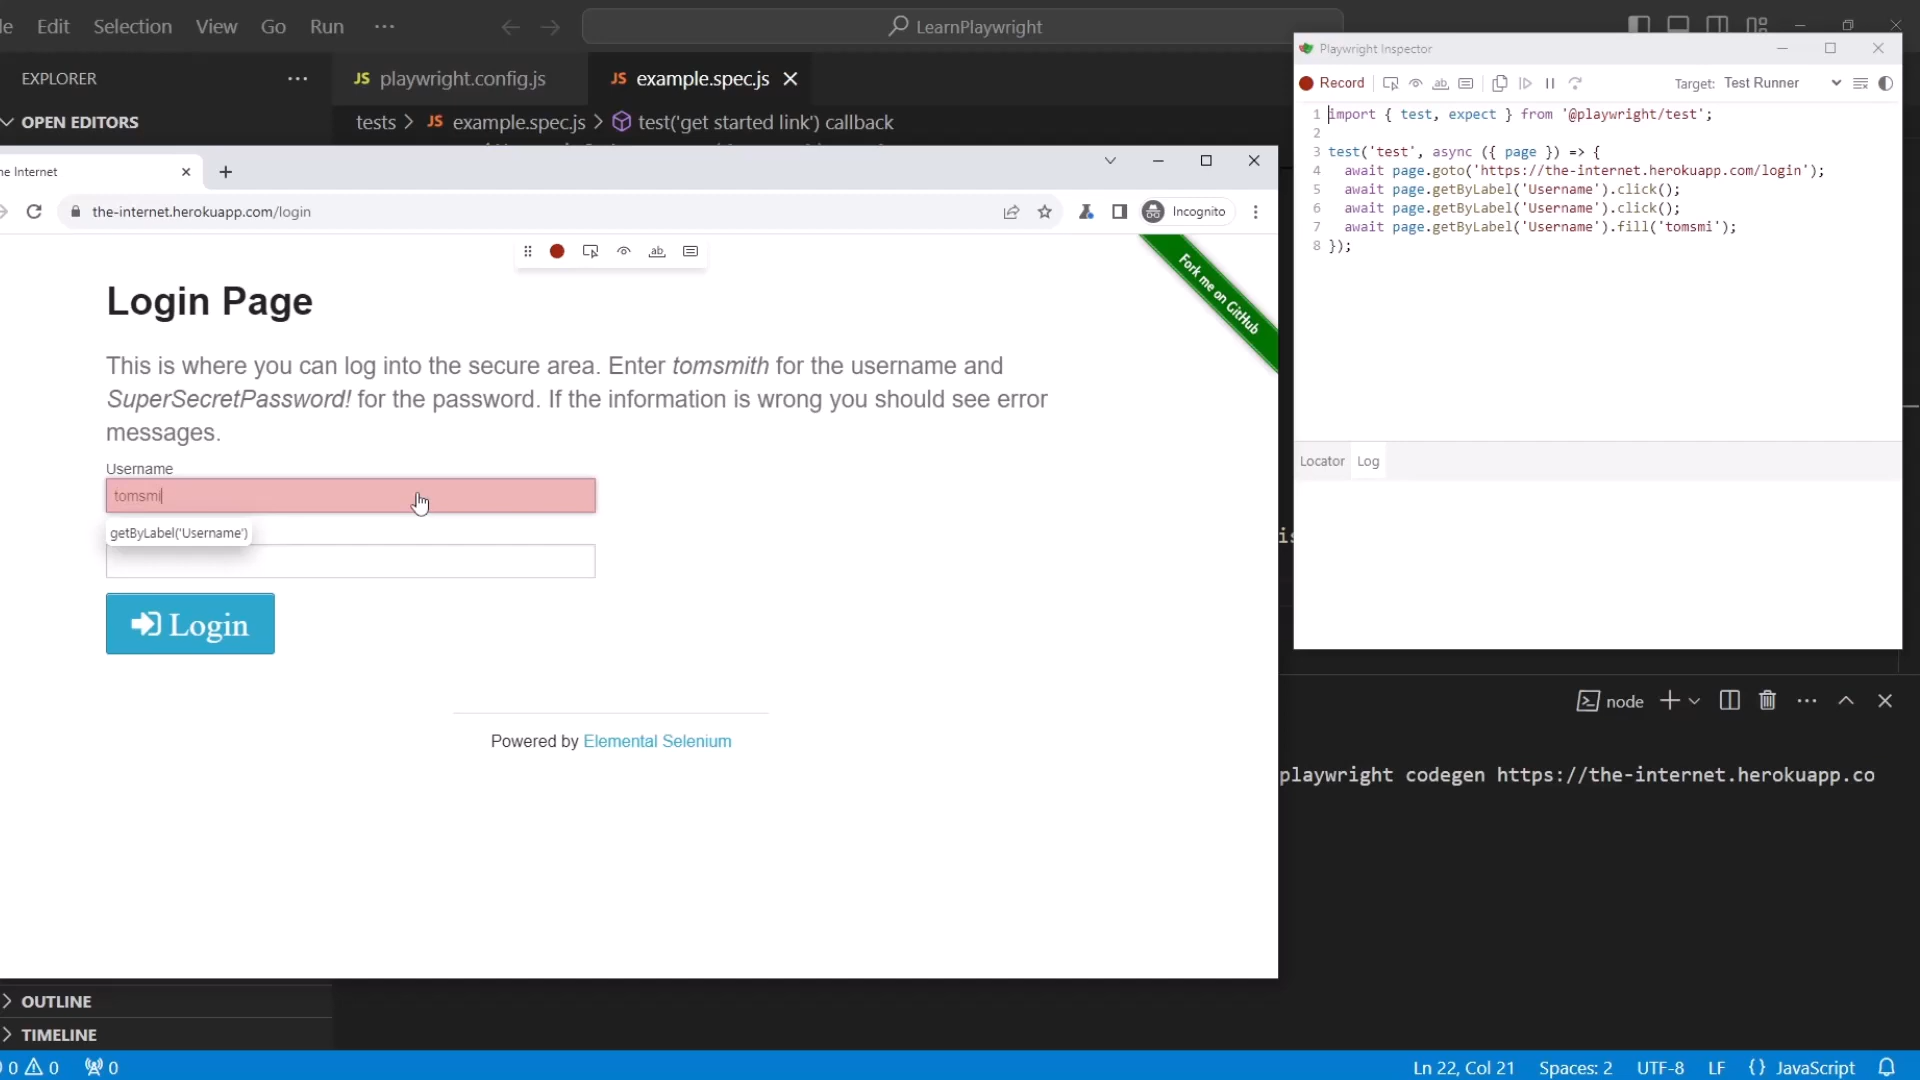 Edit Selection View Go Run ···
LearnPlaywright
EXPLORER
OPEN EDITORS
JS playwright.config.js
JS example.spec.js
tests > JS example.spec.js > test('get started link') callback
Playwright Inspector
Record
Target: Test Runner
1 import { test, expect } from '@playwright/test';
2
3 test('test', async ({ page }) => {
4 await page.goto('https://the-internet.herokuapp.com/login');
5 await page.getByLabel('Username').click();
6 await page.getByLabel('Username').click();
7 await page.getByLabel('Username').fill('tomsmi');
8 });
Locator Log
he Internet
the-internet.herokuapp.com/login
Incognito
Fork me on GitHub
Login Page
This is where you can log into the secure area. Enter tomsmith for the username and
SuperSecretPassword! for the password. If the information is wrong you should see error
messages.
Username
tomsmi
getByLabel('Username')
Login
Powered by Elemental Selenium
is
node
playwright codegen https://the-internet.herokuapp.co
OUTLINE
TIMELINE
0 0 0
Ln 22, Col 21 Spaces: 2 UTF-8 LF {} JavaScript